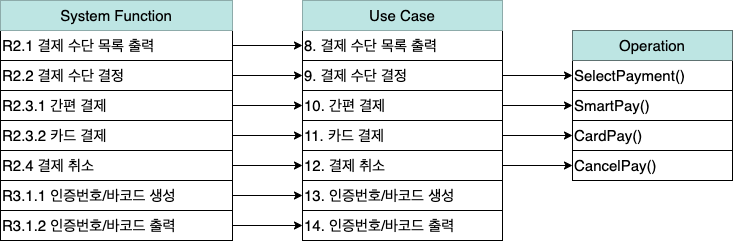 System Function
R2.1 결제 수단 목록 출력
R2.2 결제 수단 결정
R2.3.1 간편 결제
R2.3.2 카드 결제
R2.4 결제 취소
R3.1.1 인증번호/바코드 생성
R3.1.2 인증번호/바코드 출력
Use Case
8. 결제 수단 목록 출력
9. 결제 수단 결정
10. 간편 결제
11. 카드 결제
12. 결제 취소
13. 인증번호/바코드 생성
14. 인증번호/바코드 출력
Operation
SelectPayment()
SmartPay()
CardPay()
CancelPay()